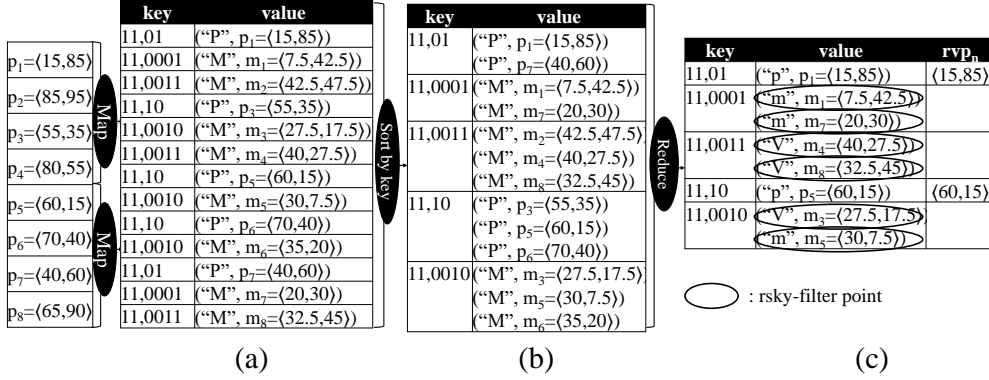 p1=⟨15,85⟩
p2=⟨85,95⟩
p3=⟨55,35⟩
p4=⟨80,55⟩
p5=⟨60,15⟩
p6=⟨70,40⟩
p7=⟨40,60⟩
p8=⟨65,90⟩
Map
Map
key value
11,01 (“P”, p1=⟨15,85⟩)
11,0001 (“M”, m1=⟨7.5,42.5⟩)
11,0011 (“M”, m2=⟨42.5,47.5⟩)
11,10 (“P”, p3=⟨55,35⟩)
11,0010 (“M”, m3=⟨27.5,17.5⟩)
11,0011 (“M”, m4=⟨40,27.5⟩)
11,10 (“P”, p5=⟨60,15⟩)
11,0010 (“M”, m5=⟨30,7.5⟩)
11,10 (“P”, p6=⟨70,40⟩)
11,0010 (“M”, m6=⟨35,20⟩)
11,01 (“P”, p7=⟨40,60⟩)
11,0001 (“M”, m7=⟨20,30⟩)
11,0011 (“M”, m8=⟨32.5,45⟩)
(a)
Sort by key
key value
11,01 (“P”, p1=⟨15,85⟩)
(“P”, p7=⟨40,60⟩)
11,0001 (“M”, m1=⟨7.5,42.5⟩)
(“M”, m7=⟨20,30⟩)
11,0011 (“M”, m2=⟨42.5,47.5⟩)
(“M”, m4=⟨40,27.5⟩)
(“M”, m8=⟨32.5,45⟩)
11,10 (“P”, p3=⟨55,35⟩)
(“P”, p5=⟨60,15⟩)
(“P”, p6=⟨70,40⟩)
11,0010 (“M”, m3=⟨27.5,17.5⟩)
(“M”, m5=⟨30,7.5⟩)
(“M”, m6=⟨35,20⟩)
(b)
Reduce
key value rvpn
11,01 (“p”, p1=⟨15,85⟩) ⟨15,85⟩
11,0001 (“m”, m1=⟨7.5,42.5⟩)
(“m”, m7=⟨20,30⟩)
11,0011 (“V”, m4=⟨40,27.5⟩)
(“V”, m8=⟨32.5,45⟩)
11,10 (“p”, p5=⟨60,15⟩) ⟨60,15⟩
11,0010 (“V”, m3=⟨27.5,17.5⟩)
(“m”, m5=⟨30,7.5⟩)
: rsky-filter point
(c)